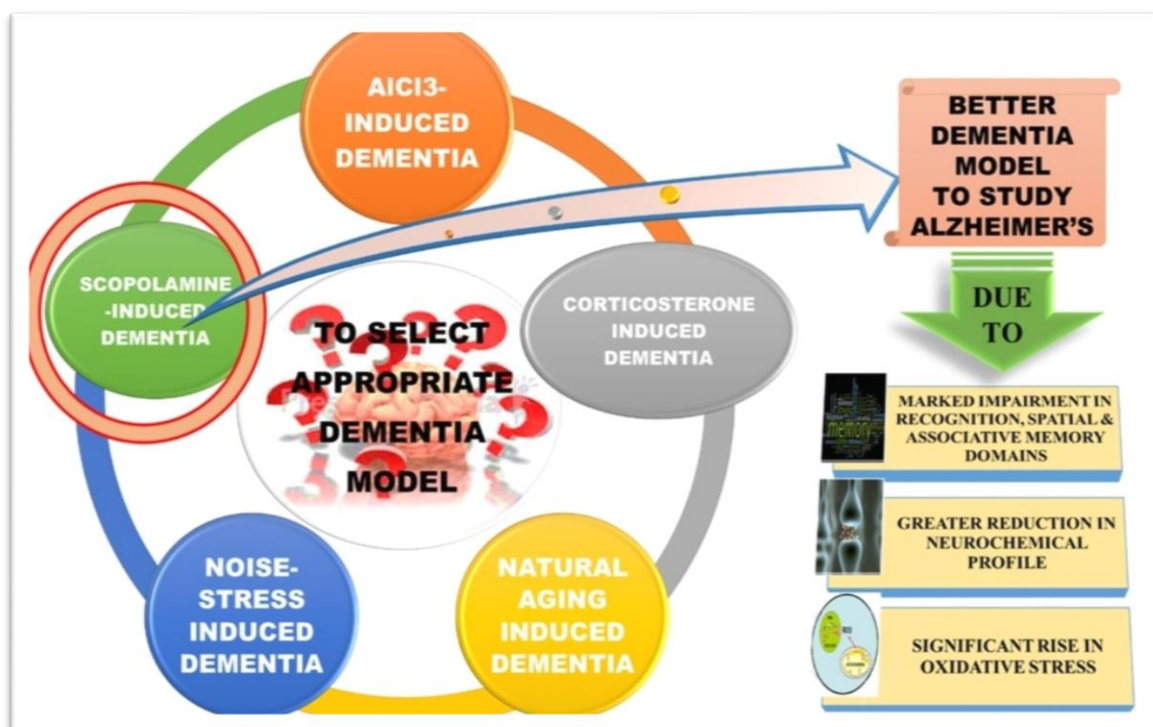 AlCl3-
INDUCED
DEMENTIA
SCOPOLAMINE
-INDUCED
DEMENTIA
CORTICOSTERONE
INDUCED
DEMENTIA
TO SELECT
APPROPRIATE
DEMENTIA
MODEL
NOISE-
STRESS
INDUCED
DEMENTIA
NATURAL
AGING
INDUCED
DEMENTIA
BETTER
DEMENTIA
MODEL
TO STUDY
ALZHEIMER'S
DUE
TO
memory
MARKED IMPAIRMENT IN
RECOGNITION, SPATIAL &
ASSOCIATIVE MEMORY
DOMAINS
GREATER REDUCTION IN
NEUROCHEMICAL
PROFILE
SIGNIFICANT RISE IN
OXIDATIVE STRESS